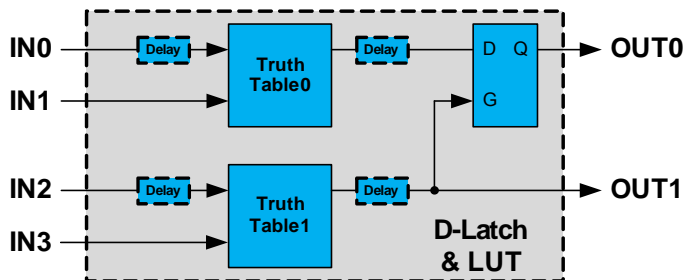 IN0
Delay
Truth
Table0
Delay
D Q
OUT0
IN1
G
IN2
Delay
Truth
Table1
Delay
OUT1
IN3
D-Latch
& LUT